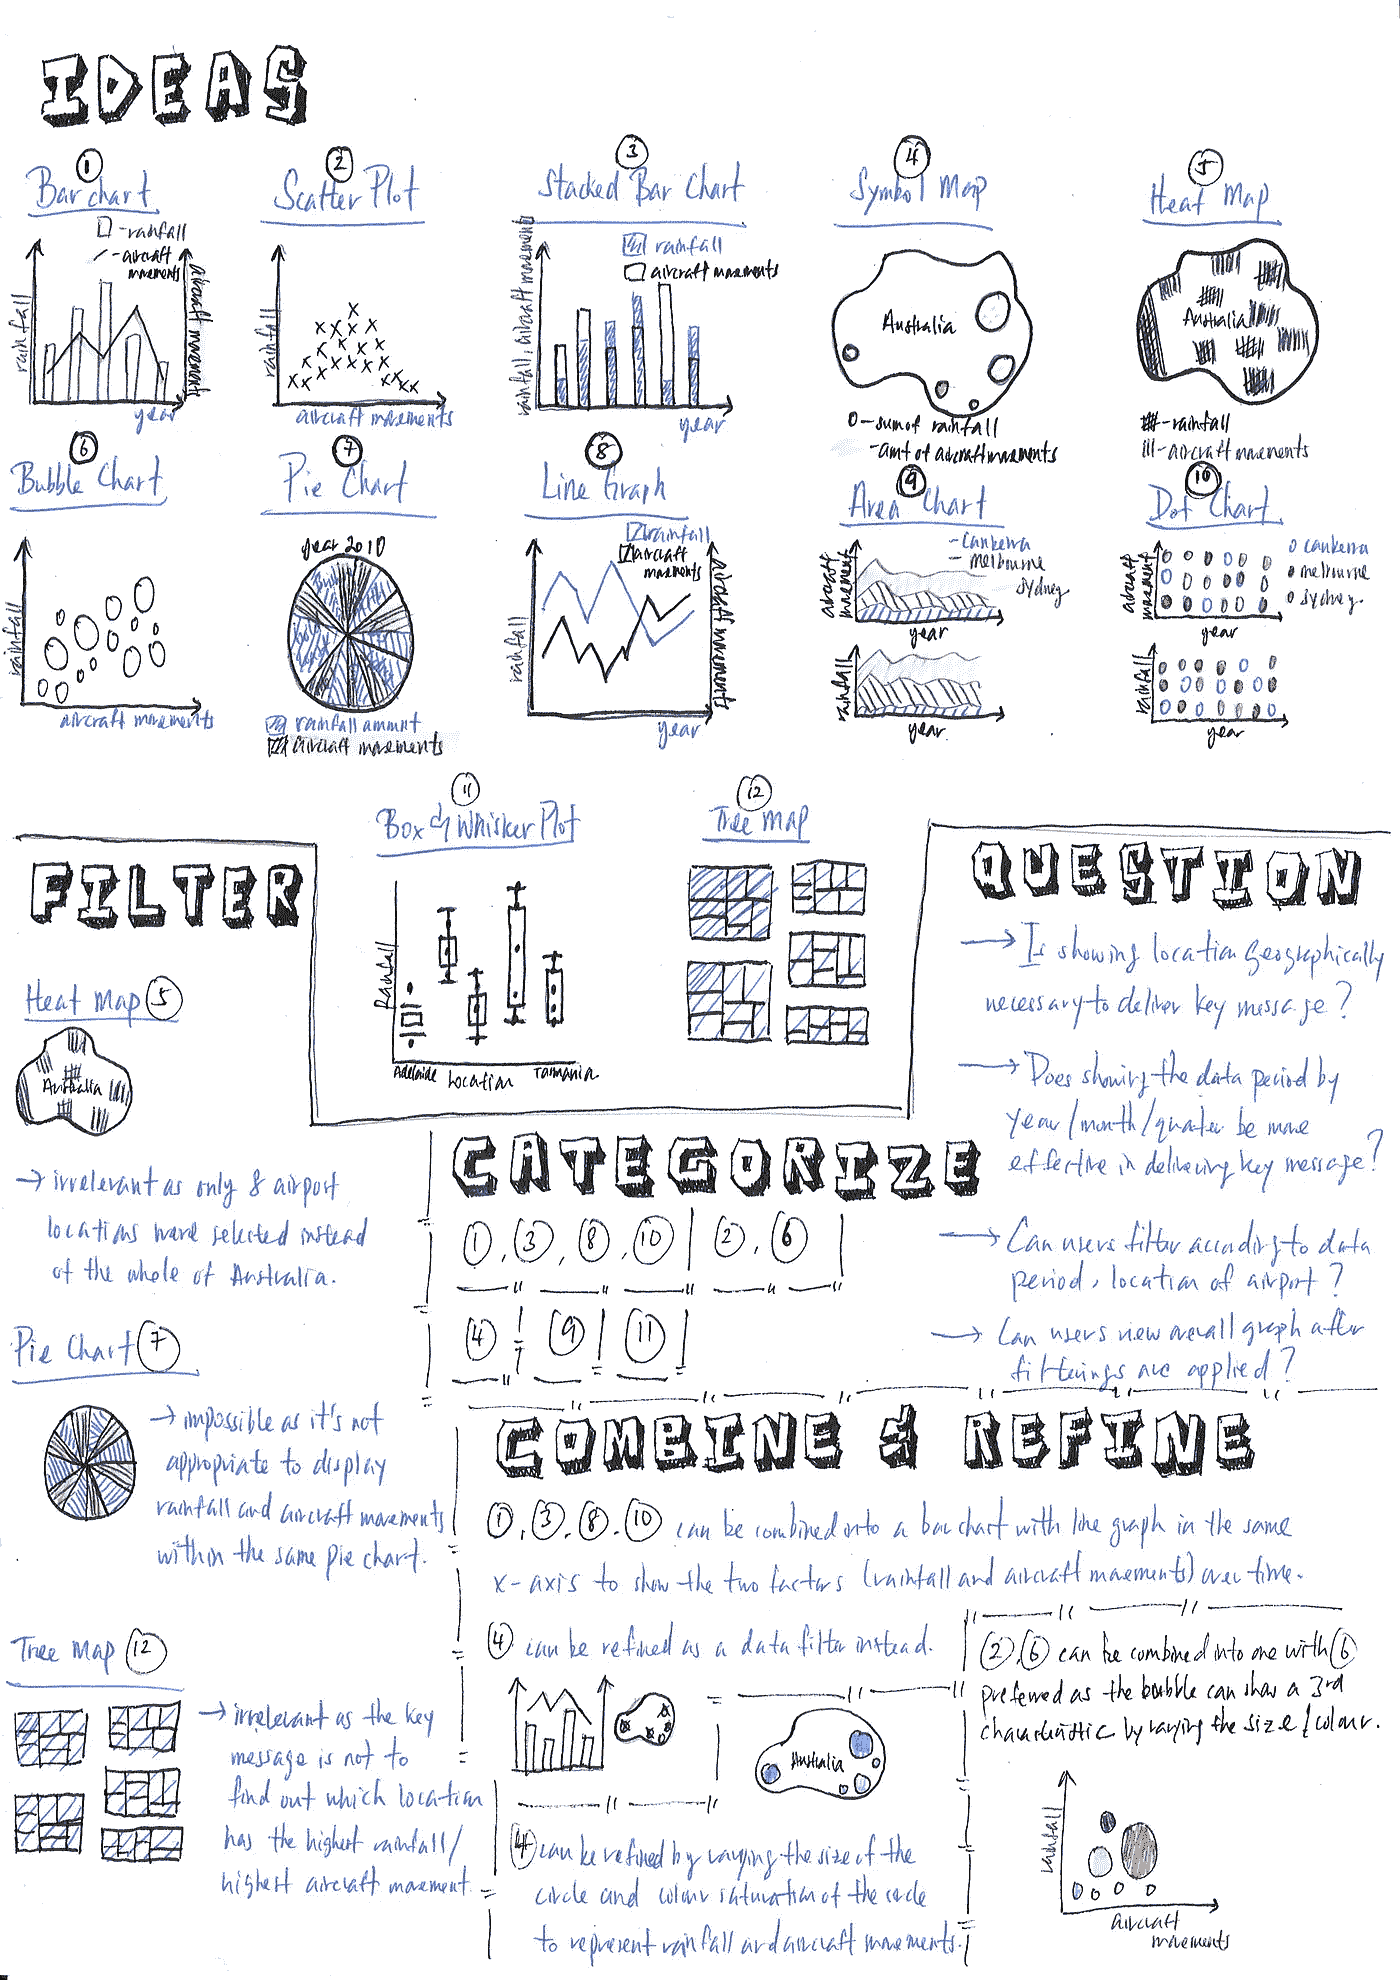 IDEAS
① Bar chart
☐ - rainfall
/ - aircraft movements
rainfall
aircraft movements
year
② Scatter Plot
rainfall
aircraft movements
③ Stacked Bar Chart
rainfall
aircraft movements
rainfall, aircraft movement
year
④ Symbol Map
Australia
O - sum of rainfall
- amt of aircraft movements
⑤ Heat Map
Australia
- rainfall
||| - aircraft movements
⑥ Bubble Chart
rainfall
aircraft movements
⑦ Pie Chart
year 2010
rainfall amount
aircraft movements
⑧ Line Graph
rainfall
aircraft movements
rainfall
aircraft movements
year
⑨ Area Chart
- Cankerra
- Melbourne
Sydney
aircraft movement
year
rainfall
year
⑩ Dot Chart
cankerra
melbourne
sydney
aircraft movement
year
rainfall
year
⑪ Box & Whisker Plot
Rainfall
Adelaide Location Tasmania
⑫ Tree Map
FILTER
Heat Map ⑤
Australia
→ irrelevant as only 8 airport
locations were selected instead
of the whole of Australia.
Pie Chart ⑦
→ impossible as it's not
appropriate to display
rainfall and aircraft movements
within the same pie chart.
Tree Map ⑫
→ irrelevant as the key
message is not to
find out which location
has the highest rainfall/
highest aircraft movement.
QUESTION
→ Is showing location Geographically
necessary to deliver key message?
→ Does showing the data period by
year/month/quater be more
effective in delivering key message?
→ Can users filter according to data
period, location of airport?
→ Can users view overall graph after
filterings are applied?
CATEGORIZE
①, ③, ⑧, ⑩ | ②, ⑥ |
④ | ⑨ | ⑪ |
COMBINE & REFINE
①, ③, ⑧, ⑩ can be combined into a bar chart with line graph in the same
x-axis to show the two factors (rainfall and aircraft movements) over time.
④ can be refined as a data filter instead.
Australia
④ can be refined by varying the size of the
circle and colour saturation of the circle
to represent rainfall and aircraft movements.
②, ⑥ can be combined into one with ⑥
preferred as the bubble can show a 3rd
characteristic by varying the size & colour.
rainfall
aircraft
movements